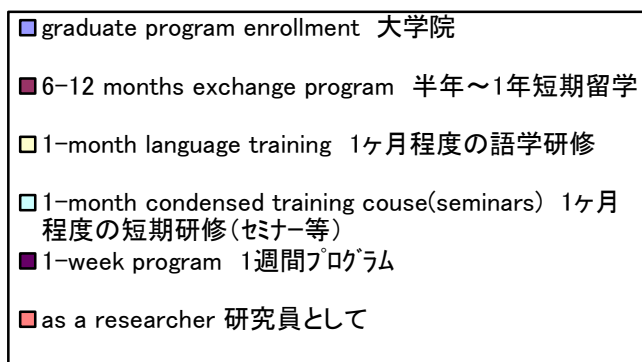 graduate program enrollment 大学院
6-12 months exchange program 半年～1年短期留学
1-month language training 1ヶ月程度の語学研修
1-month condensed training couse(seminars) 1ヶ月
程度の短期研修(ｾﾐﾅｰ等)
1-week program 1週間ﾌﾟﾛｸﾞﾗﾑ
as a researcher 研究員として